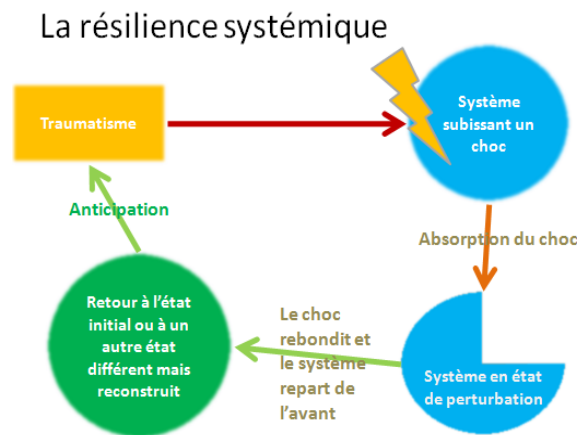 La résilience systémique
Traumatisme
Système
subissant un
choc
Anticipation
Absorption du choc
Retour à l'état
initial ou à un
autre état
différent mais
reconstruit
Le choc
rebondit et
le système
repart de
l'avant
Système en état
de perturbation